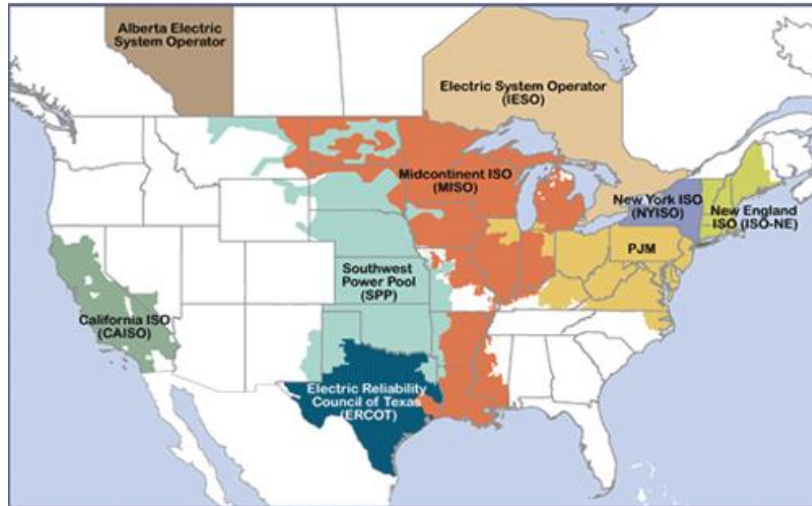 Alberta Electric
System Operator
Electric System Operator
(IESO)
Midcontinent ISO
(MISO)
New York ISO
(NYISO)
New England
ISO (ISO-NE)
PJM
Southwest
Power Pool
(SPP)
California ISO
(CAISO)
Electric Reliability
Council of Texas
(ERCOT)